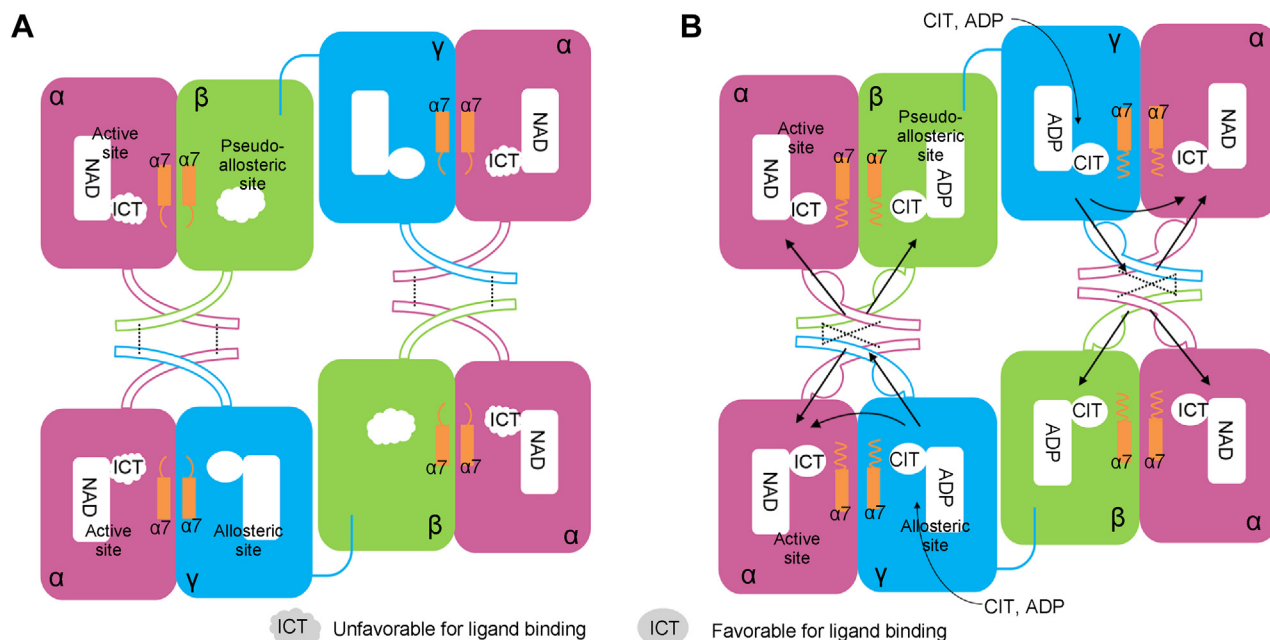 A
α
β
γ
α
Active
site
NAD
ICT
α7
α7
Pseudo-
allosteric
site
α7
α7
ICT
NAD
NAD
ICT
Active
site
α7
α7
Allosteric
site
α
γ
α7
α7
ICT
NAD
β
α
B
CIT, ADP
α
β
γ
α
Active
site
NAD
ICT
α7
α7
Pseudo-
allosteric
site
CIT
ADP
ADP
CIT
α7
α7
ICT
NAD
NAD
ICT
Active
site
α7
α7
CIT
ADP
Allosteric
site
α
γ
ADP
CIT
α7
α7
ICT
NAD
β
α
CIT, ADP
ICT
Unfavorable for ligand binding
ICT
Favorable for ligand binding